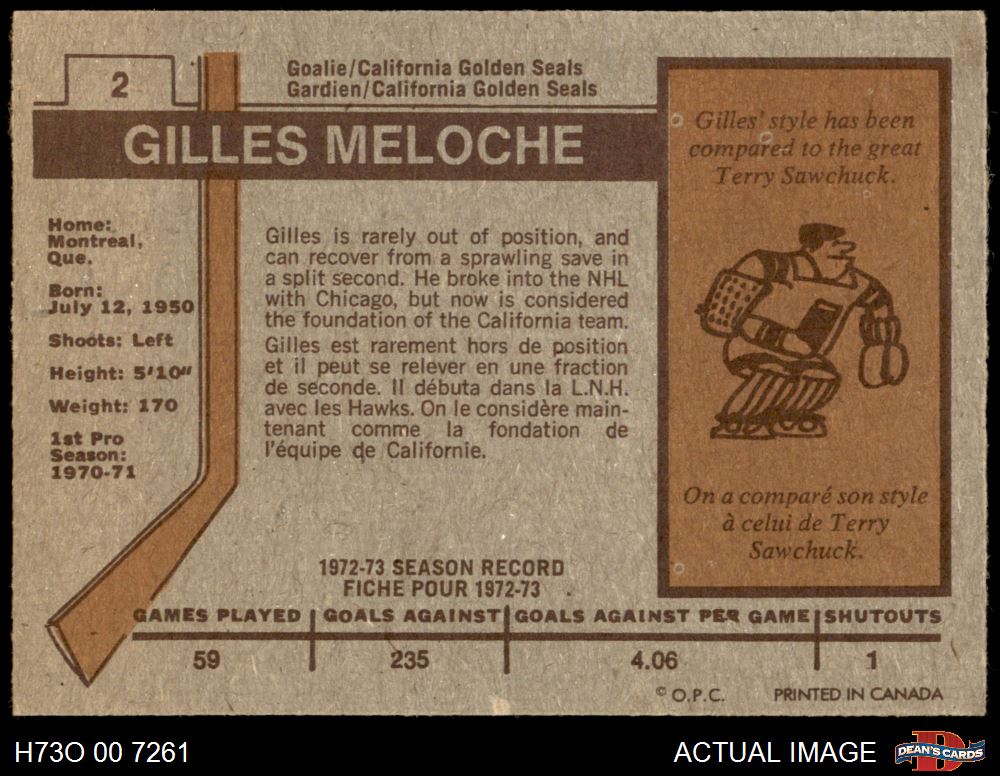 2
Goalie/California Golden Seals
Gardien/California Golden Seals
GILLES MELOCHE
Home:
Montreal,
Que.
Born:
July 12, 1950
Shoots: Left
Height: 5'10"
Weight: 170
1st Pro
Season:
1970-71
Gilles is rarely out of position, and
can recover from a sprawling save in
a split second. He broke into the NHL
with Chicago, but now is considered
the foundation of the California team.
Gilles est rarement hors de position
et il peut se relever en une fraction
de seconde. Il débuta dans la L.N.H.
avec les Hawks. On le considère main-
tenant comme la fondation de
l'équipe de Californie.
Gilles' style has been
compared to the great
Terry Sawchuck.
On a comparé son style
à celui de Terry
Sawchuck.
1972-73 SEASON RECORD
FICHE POUR 1972-73
GAMES PLAYED GOALS AGAINST GOALS AGAINST PER GAME SHUTOUTS
59 235 4.06 1
© O.P.C. PRINTED IN CANADA
H73O 00 7261 ACTUAL IMAGE DEAN'S CARDS